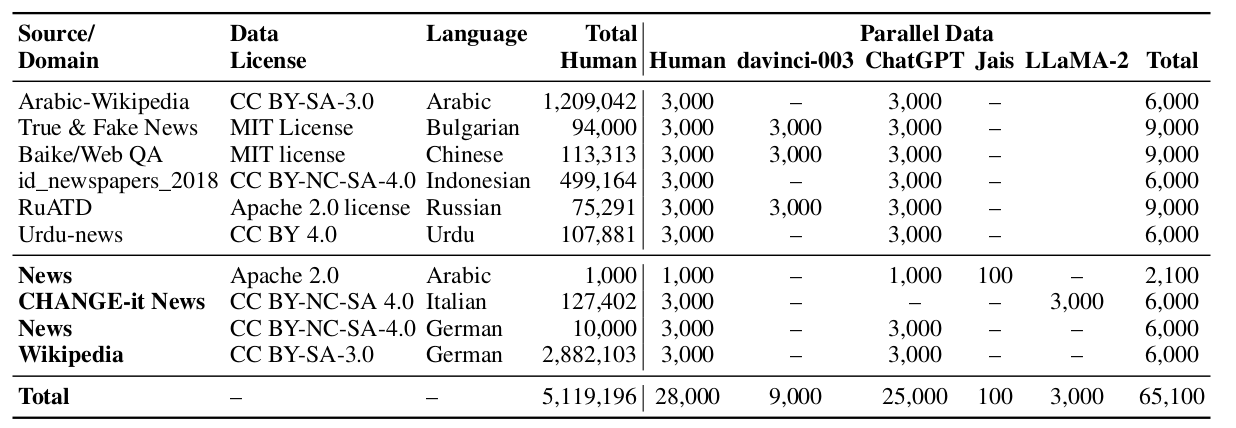 Source/ Data Language Total Parallel Data
Domain License Human Human davinci-003 ChatGPT Jais LLaMA-2 Total
Arabic-Wikipedia CC BY-SA-3.0 Arabic 1,209,042 3,000 – 3,000 – 6,000
True & Fake News MIT License Bulgarian 94,000 3,000 3,000 3,000 – 9,000
Baike/Web QA MIT license Chinese 113,313 3,000 3,000 3,000 – 9,000
id_newspapers_2018 CC BY-NC-SA-4.0 Indonesian 499,164 3,000 – 3,000 – 6,000
RuATD Apache 2.0 license Russian 75,291 3,000 3,000 3,000 – 9,000
Urdu-news CC BY 4.0 Urdu 107,881 3,000 – 3,000 – 6,000
News Apache 2.0 Arabic 1,000 1,000 – 1,000 100 – 2,100
CHANGE-it News CC BY-NC-SA 4.0 Italian 127,402 3,000 – – – 3,000 6,000
News CC BY-NC-SA-4.0 German 10,000 3,000 – 3,000 – – 6,000
Wikipedia CC BY-SA-3.0 German 2,882,103 3,000 – 3,000 – – 6,000
Total – – 5,119,196 28,000 9,000 25,000 100 3,000 65,100